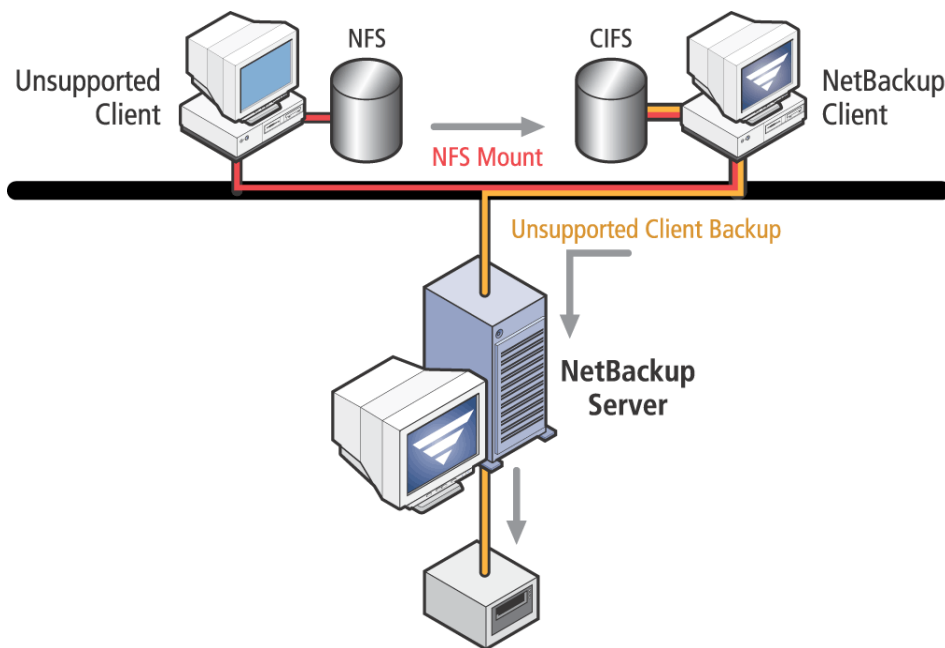 NFS
CIFS
Unsupported
Client
NetBackup
Client
NFS Mount
Unsupported Client Backup
NetBackup
Server